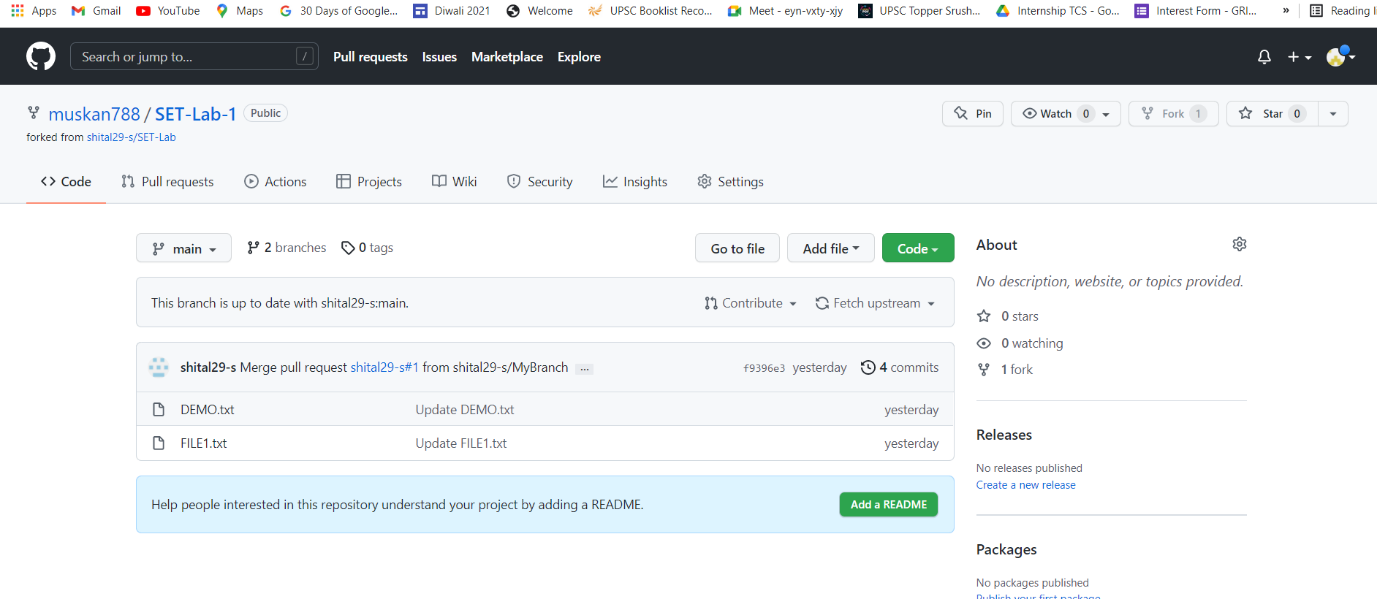 Apps Gmail YouTube Maps 30 Days of Google... Diwali 2021 Welcome UPSC Booklist Reco... Meet - eyn-vxty-xjy UPSC Topper Srush... Internship TCS - Go... Interest Form - GRI... » Reading
Search or jump to... / Pull requests Issues Marketplace Explore
muskan788 / SET-Lab-1 Public Pin Watch 0 Fork 1 Star 0
forked from shital29-s/SET-Lab
<> Code Pull requests Actions Projects Wiki Security Insights Settings
main 2 branches 0 tags Go to file Add file Code
This branch is up to date with shital29-s:main. Contribute Fetch upstream
shital29-s Merge pull request shital29-s#1 from shital29-s/MyBranch ... f9396e3 yesterday 4 commits
DEMO.txt Update DEMO.txt yesterday
FILE1.txt Update FILE1.txt yesterday
Help people interested in this repository understand your project by adding a README. Add a README
About
No description, website, or topics provided.
0 stars
0 watching
1 fork
Releases
No releases published
Create a new release
Packages
No packages published
Publish your first package